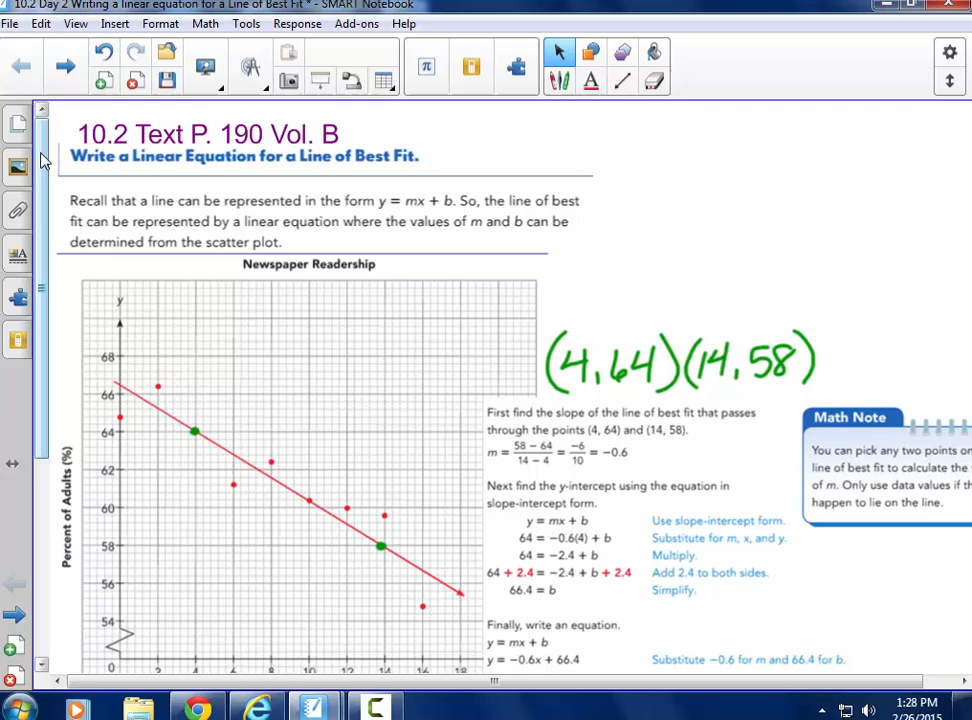 10.2 Day 2 Writing a linear equation for a Line of Best Fit * - SMART Notebook
File Edit View Insert Format Math Tools Response Add-ons Help
10.2 Text P. 190 Vol. B
Write a Linear Equation for a Line of Best Fit.
Recall that a line can be represented in the form y = mx + b. So, the line of best
fit can be represented by a linear equation where the values of m and b can be
determined from the scatter plot.
Newspaper Readership
y
68
66
64
62
60
58
56
54
0 2 4 6 8 10 12 14 16 18
Percent of Adults (%)
(4, 64) (14, 58)
First find the slope of the line of best fit that passes
through the points (4, 64) and (14, 58).
m = 58 − 64 / 14 − 4 = −6 / 10 = −0.6
Next find the y-intercept using the equation in
slope-intercept form.
y = mx + b Use slope-intercept form.
64 = −0.6(4) + b Substitute for m, x, and y.
64 = −2.4 + b Multiply.
64 + 2.4 = −2.4 + b + 2.4 Add 2.4 to both sides.
66.4 = b Simplify.
Finally, write an equation.
y = mx + b
y = −0.6x + 66.4 Substitute −0.6 for m and 66.4 for b.
Math Note
You can pick any two points on
line of best fit to calculate the
of m. Only use data values if th
happen to lie on the line.
1:28 PM
2/26/2015